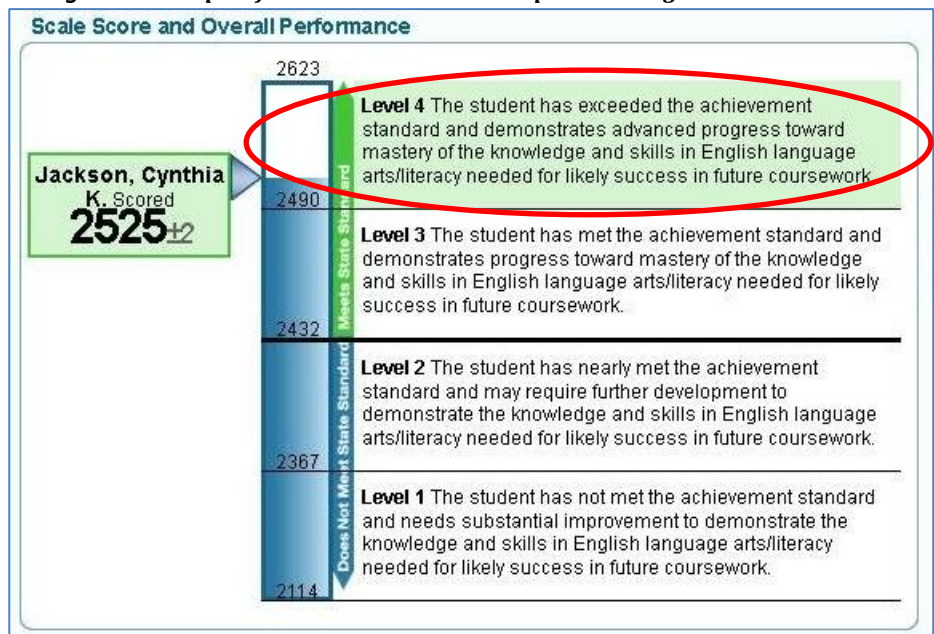 Scale Score and Overall Performance
2623
Level 4 The student has exceeded the achievement
standard and demonstrates advanced progress toward
mastery of the knowledge and skills in English language
arts/literacy needed for likely success in future coursework.
Jackson, Cynthia
K. Scored
2525±2
2490
Level 3 The student has met the achievement standard and
demonstrates progress toward mastery of the knowledge
and skills in English language arts/literacy needed for likely
success in future coursework.
Meets State Standard
2432
Level 2 The student has nearly met the achievement
standard and may require further development to
demonstrate the knowledge and skills in English language
arts/literacy needed for likely success in future coursework.
2367
Does Not Meet State Standard
Level 1 The student has not met the achievement standard
and needs substantial improvement to demonstrate the
knowledge and skills in English language arts/literacy
needed for likely success in future coursework.
2114